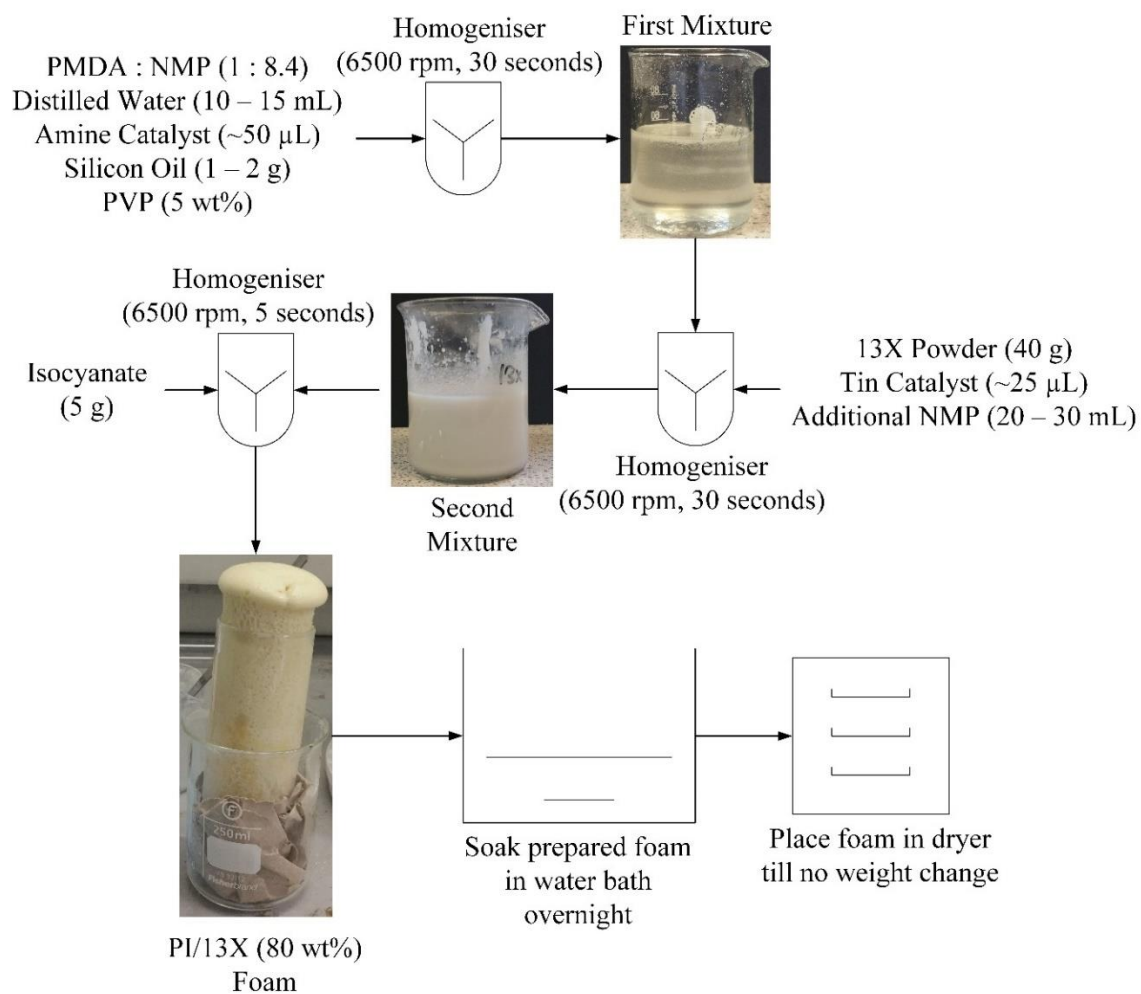 Homogeniser
(6500 rpm, 30 seconds)
First Mixture
PMDA : NMP (1 : 8.4)
Distilled Water (10 – 15 mL)
Amine Catalyst (~50 µL)
Silicon Oil (1 – 2 g)
PVP (5 wt%)
Homogeniser
(6500 rpm, 5 seconds)
Isocyanate
(5 g)
13X
Second
Mixture
13X Powder (40 g)
Tin Catalyst (~25 µL)
Additional NMP (20 – 30 mL)
Homogeniser
(6500 rpm, 30 seconds)
F
250ml
PI/13X (80 wt%)
Foam
Soak prepared foam
in water bath
overnight
Place foam in dryer
till no weight change